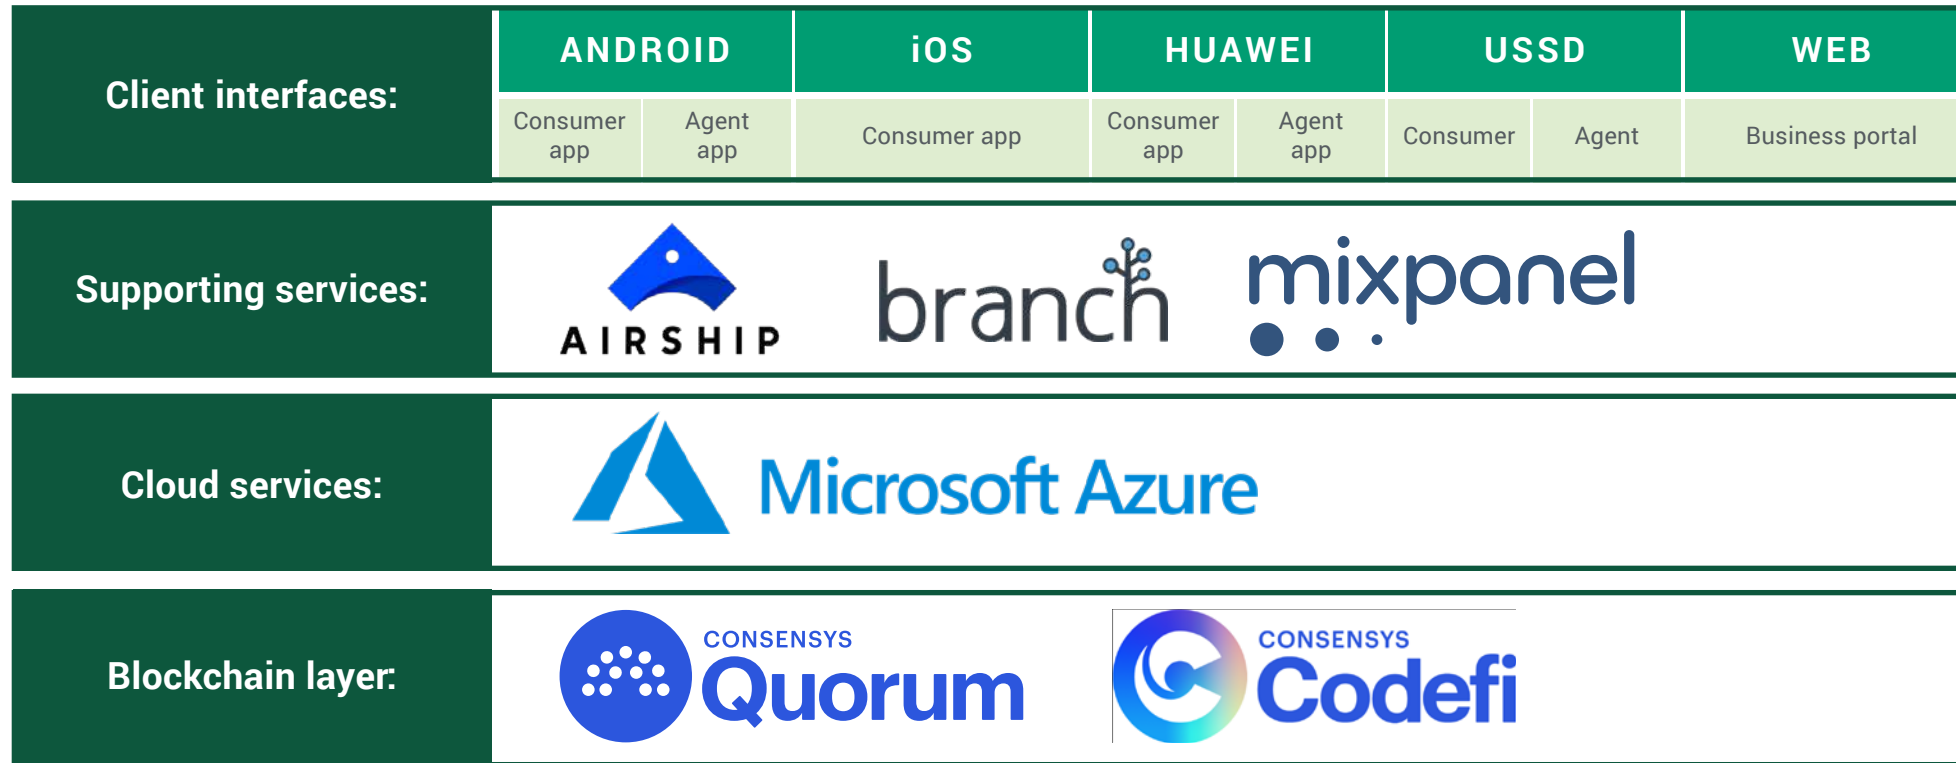 Client interfaces:
ANDROID iOS HUAWEI USSD WEB
Consumer app Agent app Consumer app Consumer app Agent app Consumer Agent Business portal
Supporting services:
AIRSHIP branch mixpanel
Cloud services:
Microsoft Azure
Blockchain layer:
CONSENSYS
Quorum
CONSENSYS
Codefi